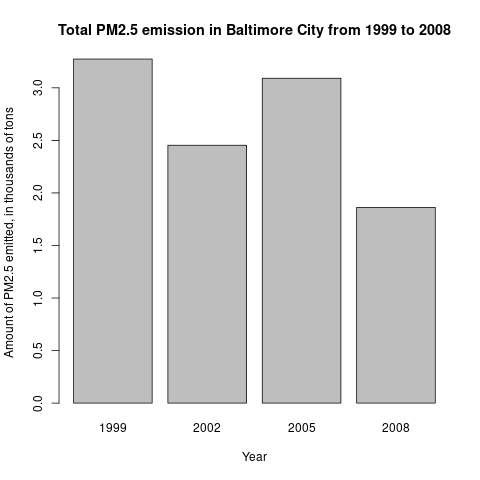 Total PM2.5 emission in Baltimore City from 1999 to 2008
Amount of PM2.5 emitted, in thousands of tons
3.0
2.5
2.0
1.5
1.0
0.5
0.0
1999 2002 2005 2008
Year